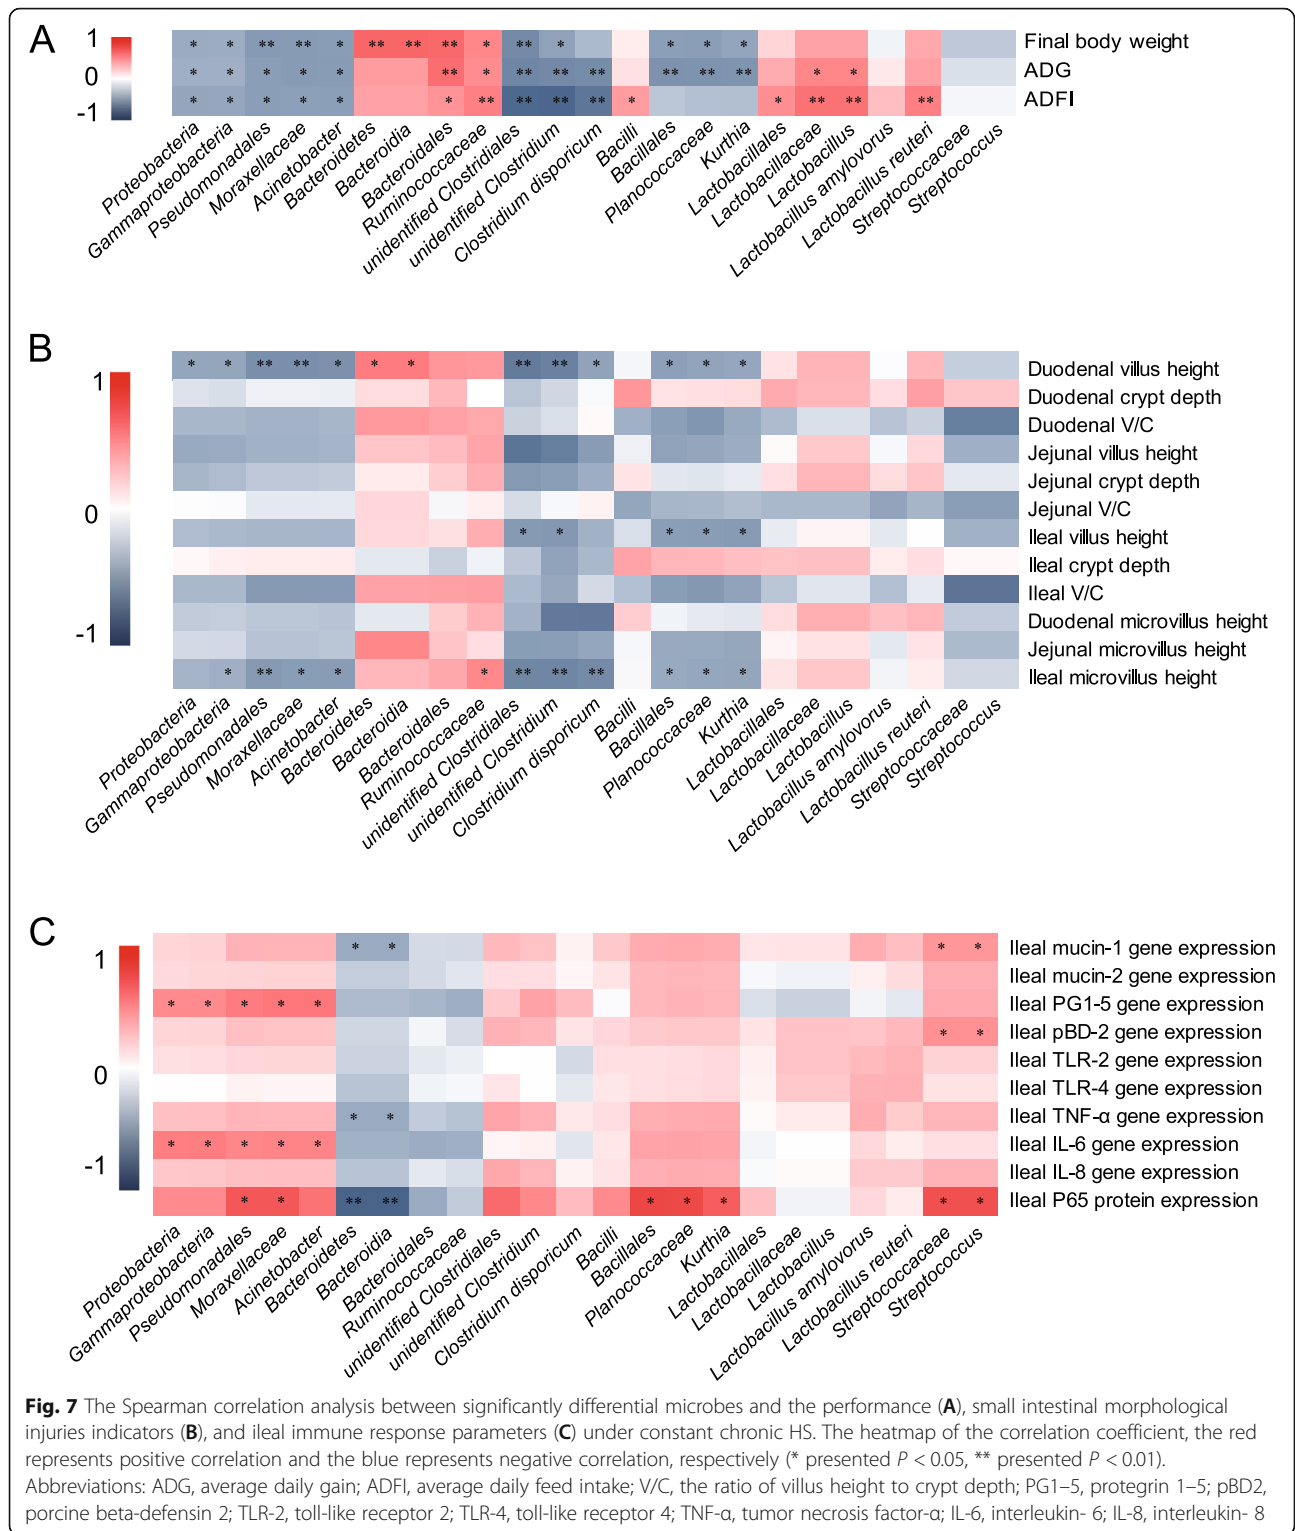 A
1
0
-1
* * ** ** * ** ** ** * ** * * * * Final body weight
* * * * * ** * ** ** ** ** ** ** * * ADG
* * * * * * ** ** ** ** * * ** ** ** ADFI
Proteobacteria
Gammaproteobacteria
Pseudomonadales
Moraxellaceae
Acinetobacter
Bacteroidetes
Bacteroidia
Bacteroidales
Ruminococcaceae
unidentified Clostridiales
unidentified Clostridium
Clostridium disporicum
Bacilli
Bacillales
Planococcaceae
Kurthia
Lactobacillales
Lactobacillaceae
Lactobacillus
Lactobacillus amylovorus
Lactobacillus reuteri
Streptococcaceae
Streptococcus
B
1
0
-1
* * ** ** * * * ** ** * * * * Duodenal villus height
Duodenal crypt depth
Duodenal V/C
Jejunal villus height
Jejunal crypt depth
Jejunal V/C
* * * * * Ileal villus height
Ileal crypt depth
Ileal V/C
Duodenal microvillus height
Jejunal microvillus height
* ** * * * ** ** ** * * * Ileal microvillus height
Proteobacteria
Gammaproteobacteria
Pseudomonadales
Moraxellaceae
Acinetobacter
Bacteroidetes
Bacteroidia
Bacteroidales
Ruminococcaceae
unidentified Clostridiales
unidentified Clostridium
Clostridium disporicum
Bacilli
Bacillales
Planococcaceae
Kurthia
Lactobacillales
Lactobacillaceae
Lactobacillus
Lactobacillus amylovorus
Lactobacillus reuteri
Streptococcaceae
Streptococcus
C
1
0
-1
* * * * Ileal mucin-1 gene expression
Ileal mucin-2 gene expression
* * * * * Ileal PG1-5 gene expression
* * Ileal pBD-2 gene expression
Ileal TLR-2 gene expression
Ileal TLR-4 gene expression
* * Ileal TNF-α gene expression
* * * * * Ileal IL-6 gene expression
Ileal IL-8 gene expression
* * ** ** * * * * * Ileal P65 protein expression
Proteobacteria
Gammaproteobacteria
Pseudomonadales
Moraxellaceae
Acinetobacter
Bacteroidetes
Bacteroidia
Bacteroidales
Ruminococcaceae
unidentified Clostridiales
unidentified Clostridium
Clostridium disporicum
Bacilli
Bacillales
Planococcaceae
Kurthia
Lactobacillales
Lactobacillaceae
Lactobacillus
Lactobacillus amylovorus
Lactobacillus reuteri
Streptococcaceae
Streptococcus
Fig. 7 The Spearman correlation analysis between significantly differential microbes and the performance (A), small intestinal morphological
injuries indicators (B), and ileal immune response parameters (C) under constant chronic HS. The heatmap of the correlation coefficient, the red
represents positive correlation and the blue represents negative correlation, respectively (* presented P < 0.05, ** presented P < 0.01).
Abbreviations: ADG, average daily gain; ADFI, average daily feed intake; V/C, the ratio of villus height to crypt depth; PG1–5, protegrin 1–5; pBD2,
porcine beta-defensin 2; TLR-2, toll-like receptor 2; TLR-4, toll-like receptor 4; TNF-α, tumor necrosis factor-α; IL-6, interleukin- 6; IL-8, interleukin- 8